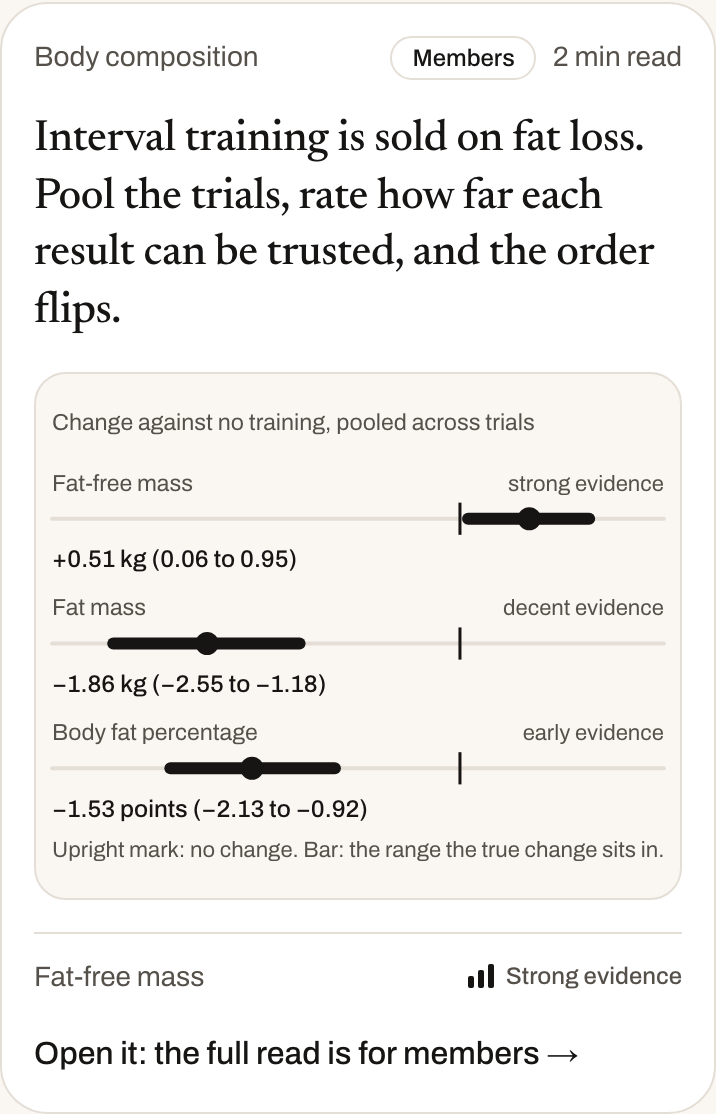 Body composition
Members
2 min read
Interval training is sold on fat loss.
Pool the trials, rate how far each
result can be trusted, and the order
flips.
Change against no training, pooled across trials
Fat-free mass
strong evidence
+0.51 kg (0.06 to 0.95)
Fat mass
decent evidence
−1.86 kg (−2.55 to −1.18)
Body fat percentage
early evidence
−1.53 points (−2.13 to −0.92)
Upright mark: no change. Bar: the range the true change sits in.
Fat-free mass
Strong evidence
Open it: the full read is for members →